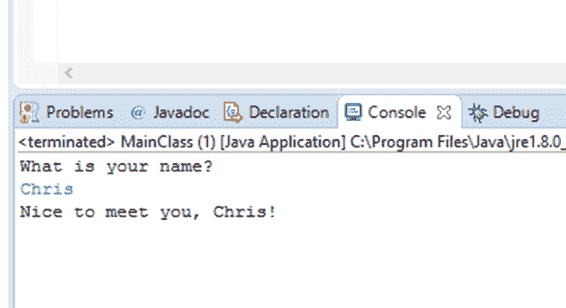 Problems @ Javadoc Declaration Console Debug
<terminated> MainClass (1) [Java Application] C:\Program Files\Java\jre1.8.0_
What is your name?
Chris
Nice to meet you, Chris!